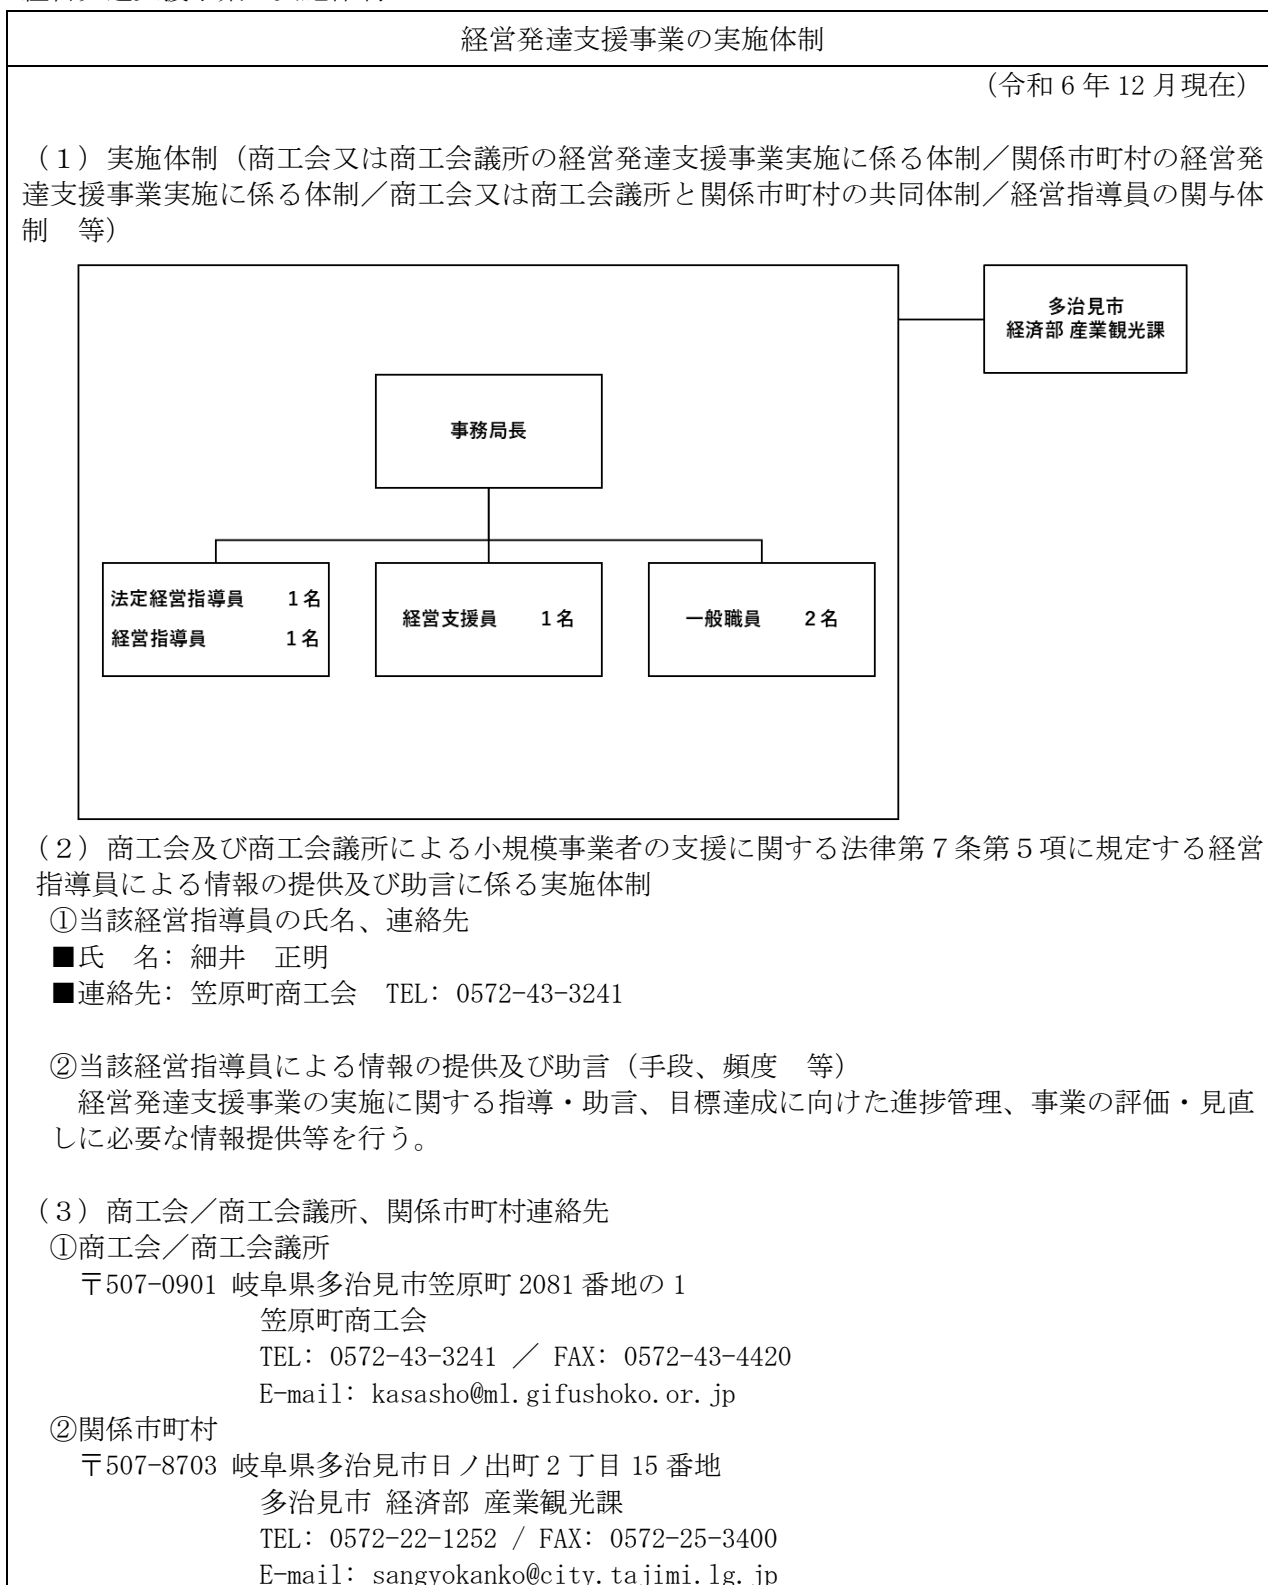 経営発達支援事業の実施体制
（令和 6 年 12 月現在）
（１）実施体制（商工会又は商工会議所の経営発達支援事業実施に係る体制／関係市町村の経営発
達支援事業実施に係る体制／商工会又は商工会議所と関係市町村の共同体制／経営指導員の関与体
制　等）
多治見市
経済部 産業観光課
事務局長
法定経営指導員　1名
経営指導員　1名
経営支援員　1名
一般職員　2名
（２）商工会及び商工会議所による小規模事業者の支援に関する法律第７条第５項に規定する経営
指導員による情報の提供及び助言に係る実施体制
①当該経営指導員の氏名、連絡先
■氏　名: 細井　正明
■連絡先: 笠原町商工会　TEL: 0572-43-3241
②当該経営指導員による情報の提供及び助言（手段、頻度　等）
経営発達支援事業の実施に関する指導・助言、目標達成に向けた進捗管理、事業の評価・見直
しに必要な情報提供等を行う。
（３）商工会／商工会議所、関係市町村連絡先
①商工会／商工会議所
〒507-0901 岐阜県多治見市笠原町 2081 番地の 1
笠原町商工会
TEL: 0572-43-3241 ／ FAX: 0572-43-4420
E-mail: kasasho@ml.gifushoko.or.jp
②関係市町村
〒507-8703 岐阜県多治見市日ノ出町 2 丁目 15 番地
多治見市 経済部 産業観光課
TEL: 0572-22-1252 / FAX: 0572-25-3400
E-mail: sangyokanko@city.tajimi.lg.jp